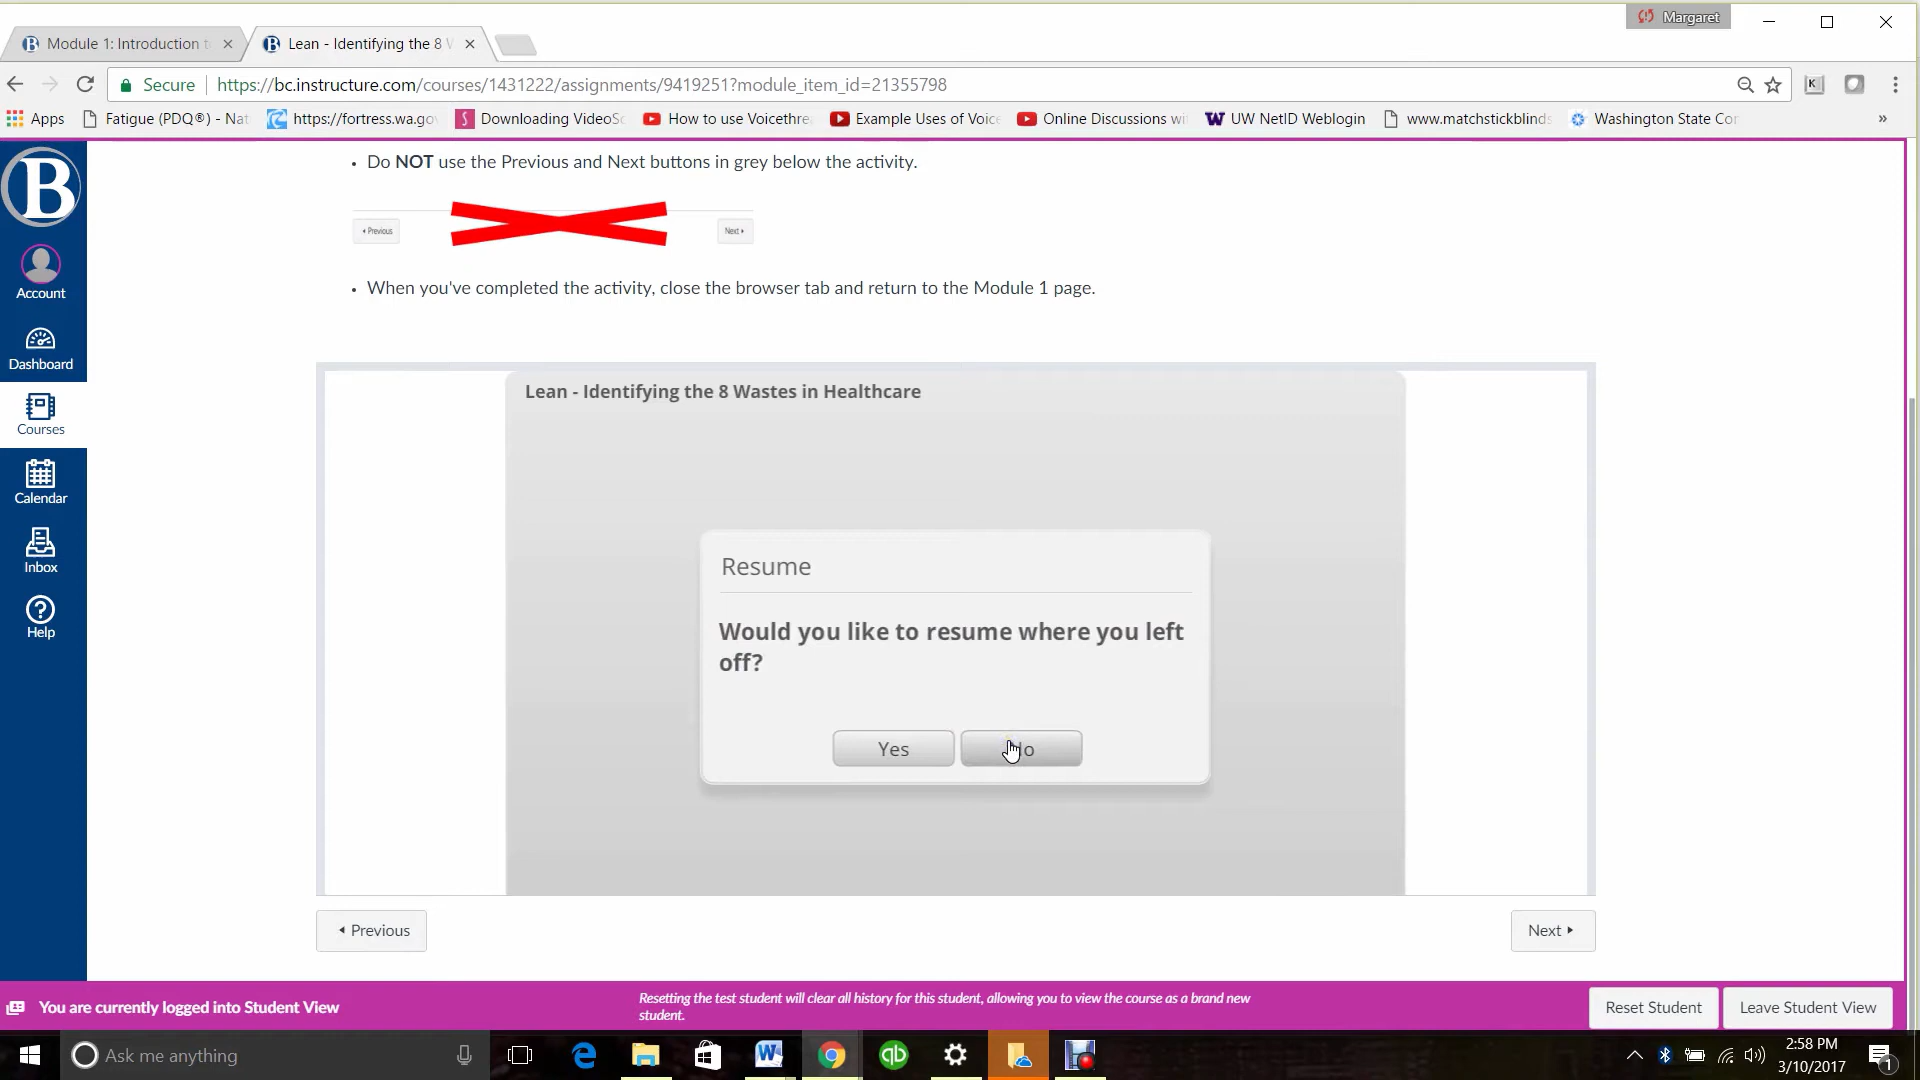 Margaret
Module 1: Introduction t
Lean - Identifying the 8 W
Secure
https://bc.instructure.com/courses/1431222/assignments/9419251?module_item_id=21355798
K
Apps
Fatigue (PDQ®) - Nat
https://fortress.wa.go
Downloading VideoSc
How to use Voicethre
Example Uses of Voice
Online Discussions wi
UW NetID Weblogin
www.matchstickblinds
Washington State Cor
»
B
Account
Dashboard
Courses
Calendar
Inbox
Help
• Do NOT use the Previous and Next buttons in grey below the activity.
Previous
Next
• When you've completed the activity, close the browser tab and return to the Module 1 page.
Lean - Identifying the 8 Wastes in Healthcare
Resume
Would you like to resume where you left
off?
Yes
Previous
Next
You are currently logged into Student View
Resetting the test student will clear all history for this student, allowing you to view the course as a brand new
student.
Reset Student
Leave Student View
Ask me anything
2:58 PM
3/10/2017
1